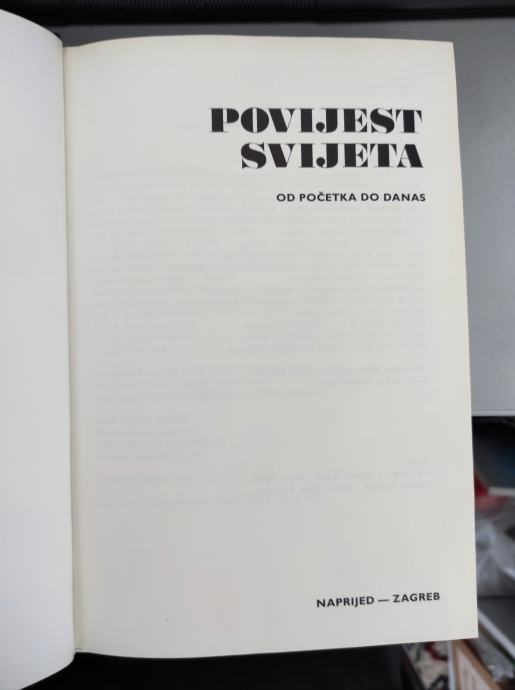 POVIJEST
SVIJETA
OD POČETKA DO DANAS
NAPRIJED — ZAGREB